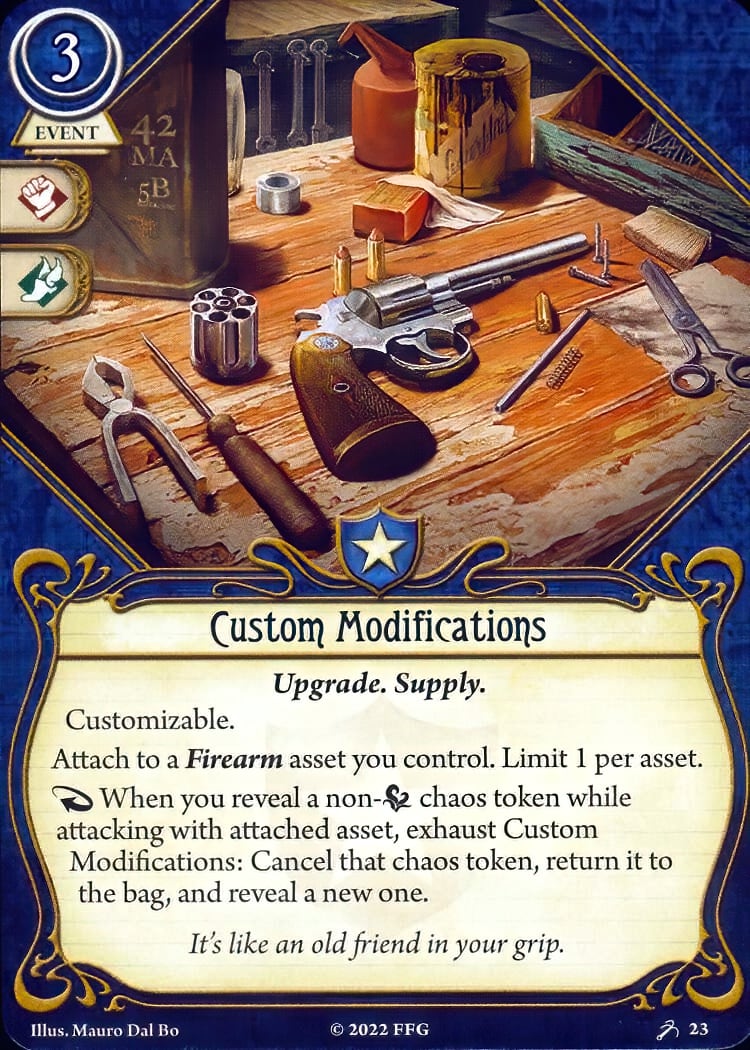 3
EVENT
42
MA
5B
Custom Modifications
Upgrade. Supply.
Customizable.
Attach to a Firearm asset you control. Limit 1 per asset.
When you reveal a non- chaos token while
attacking with attached asset, exhaust Custom
Modifications: Cancel that chaos token, return it to
the bag, and reveal a new one.
It's like an old friend in your grip.
Illus. Mauro Dal Bo
© 2022 FFG
23